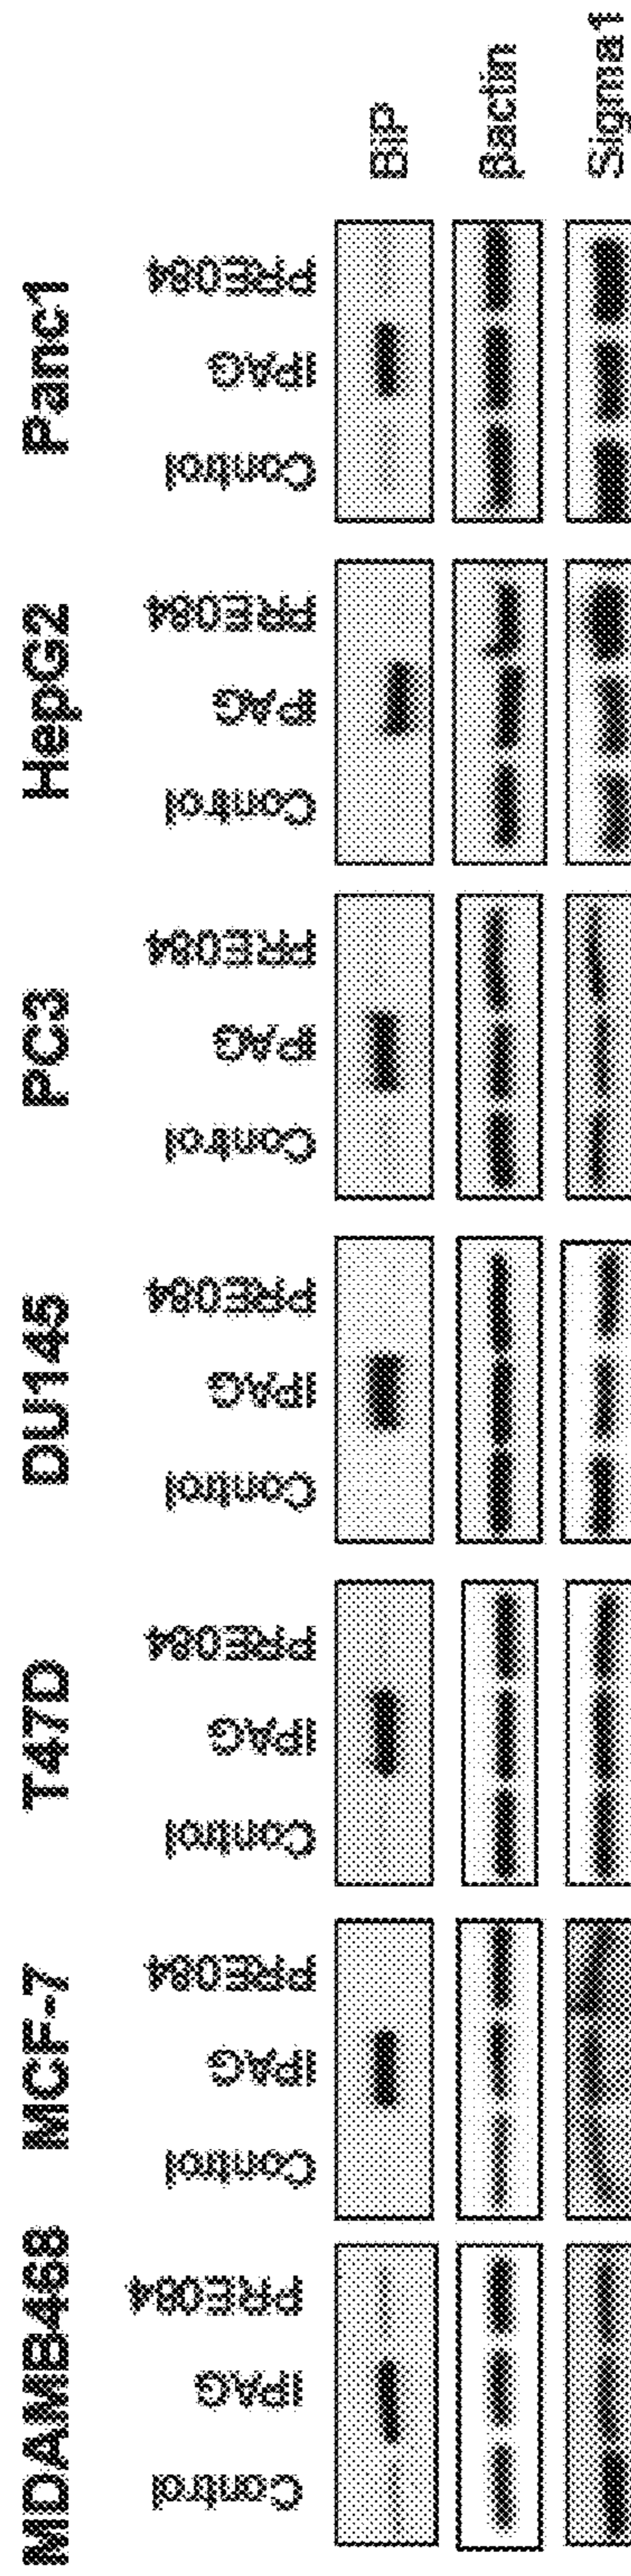 MDAMB468 MCF-7 T47D DU145 PC3 HepG2 Panc1
Control IPAG PRE084 Control IPAG PRE084 Control IPAG PRE084 Control IPAG PRE084 Control IPAG PRE084 Control IPAG PRE084 Control IPAG PRE084
BiP
βactin
Sigma1